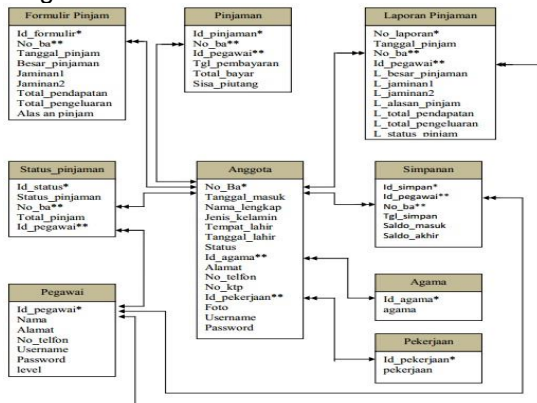 Formulir Pinjam
Id_formulir*
No_ba**
Tanggal_pinjam
Besar_pinjaman
Jaminan1
Jaminan2
Total_pendapatan
Total_pengeluaran
Alas an pinjam
Pinjaman
Id_pinjaman*
No_ba**
Id_pegawai**
Tgl_pembayaran
Total_bayar
Sisa_piutang
Laporan Pinjaman
No_laporan*
Tanggal_pinjam
No_ba**
Id_pegawai**
L_besar_pinjaman
L_jaminan1
L_jaminan2
L_alasan_pinjam
L_total_pendapatan
L_total_pengeluaran
L_status_pinjam
Status_pinjaman
Id_status*
Status_pinjaman
No_ba**
Total_pinjam
Id_pegawai**
Anggota
No_Ba*
Tanggal_masuk
Nama_lengkap
Jenis_kelamin
Tempat_lahir
Tanggal_lahir
Status
Id_agama**
Alamat
No_telfon
No_ktp
Id_pekerjaan**
Foto
Username
Password
Simpanan
Id_simpan*
Id_pegawai**
No_ba**
Tgl_simpan
Saldo_masuk
Saldo_akhir
Pegawai
Id_pegawai*
Nama
Alamat
No_telfon
Username
Password
level
Agama
Id_agama*
agama
Pekerjaan
Id_pekerjaan*
pekerjaan